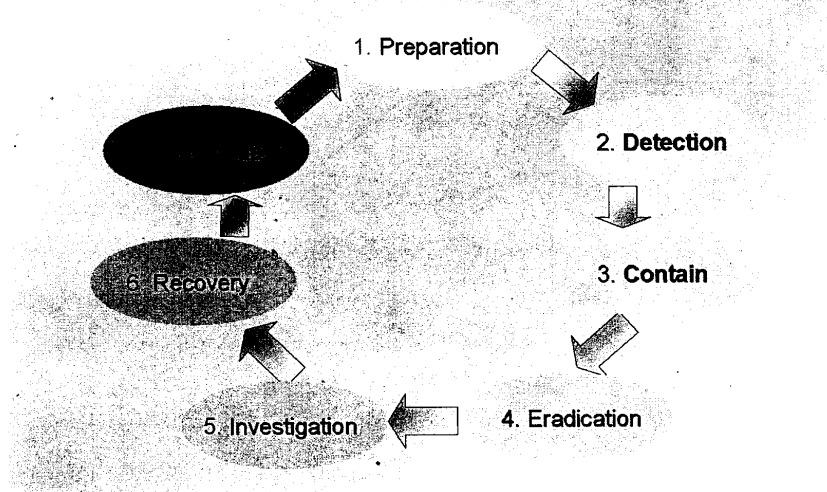 1. Preparation
2. Detection
3. Contain
4. Eradication
5. Investigation
6. Recovery